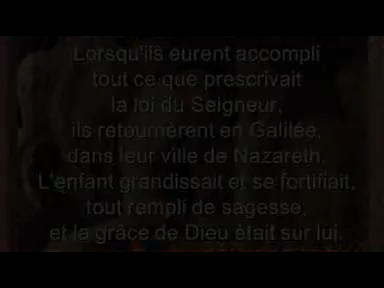 Lorsqu'ils eurent accompli
tout ce que prescrivait
la loi du Seigneur,
ils retournèrent en Galilée,
dans leur ville de Nazareth.
L'enfant grandissait et se fortifiait,
tout rempli de sagesse,
et la grâce de Dieu était sur lui.